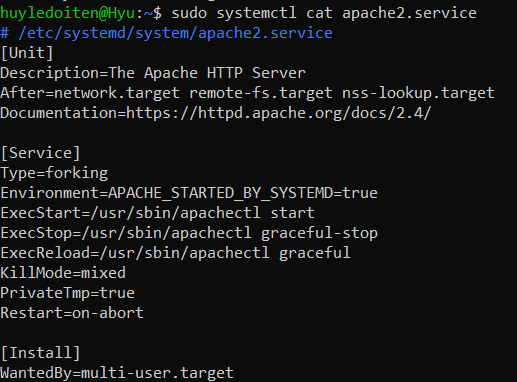 huyledoiten@Hyu:~$ sudo systemctl cat apache2.service
# /etc/systemd/system/apache2.service
[Unit]
Description=The Apache HTTP Server
After=network.target remote-fs.target nss-lookup.target
Documentation=https://httpd.apache.org/docs/2.4/

[Service]
Type=forking
Environment=APACHE_STARTED_BY_SYSTEMD=true
ExecStart=/usr/sbin/apachectl start
ExecStop=/usr/sbin/apachectl graceful-stop
ExecReload=/usr/sbin/apachectl graceful
KillMode=mixed
PrivateTmp=true
Restart=on-abort

[Install]
WantedBy=multi-user.target